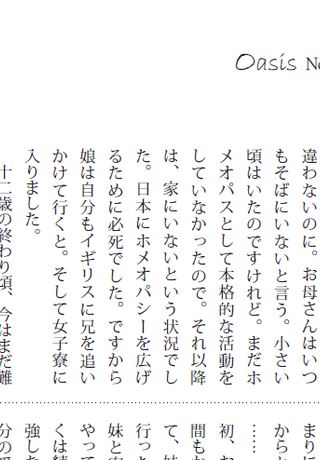 Oasis
違わないのに。お母さんはいつ
もそばにいないと言う。小さい
頃はいたのですけれど。まだホ
メオパスとして本格的な活動を
していなかったので。それ以降
は、家にいないという状況でし
た。日本にホメオパシーを広げ
るために必死でした。ですから
娘は自分もイギリスに兄を追い
かけて行くと。そして女子寮に
入りました。
十二歳の終わり頃、今はまだ難
まりに
からと
……
初、お
間もな
て、
行っ
妹と
やって
くは
強した
分の